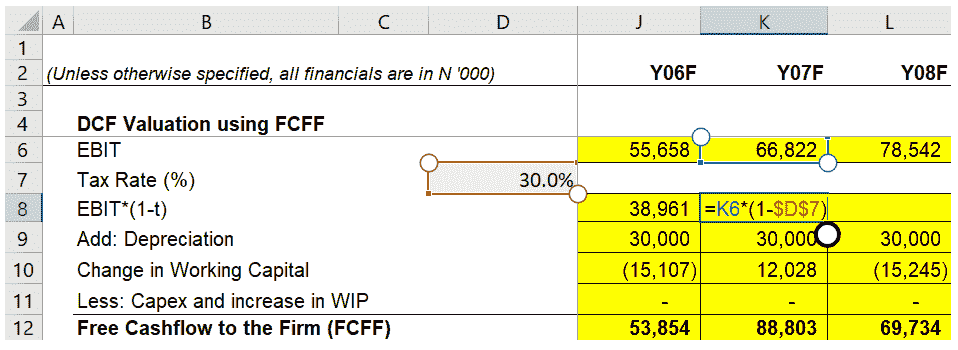 A B C D J K L
1
2 (Unless otherwise specified, all financials are in N '000) Y06F Y07F Y08F
3
4 DCF Valuation using FCFF
6 EBIT 55,658 66,822 78,542
7 Tax Rate (%) 30.0%
8 EBIT*(1-t) 38,961 =K6*(1-$D$7)
9 Add: Depreciation 30,000 30,000 30,000
10 Change in Working Capital (15,107) 12,028 (15,245)
11 Less: Capex and increase in WIP - - -
12 Free Cashflow to the Firm (FCFF) 53,854 88,803 69,734